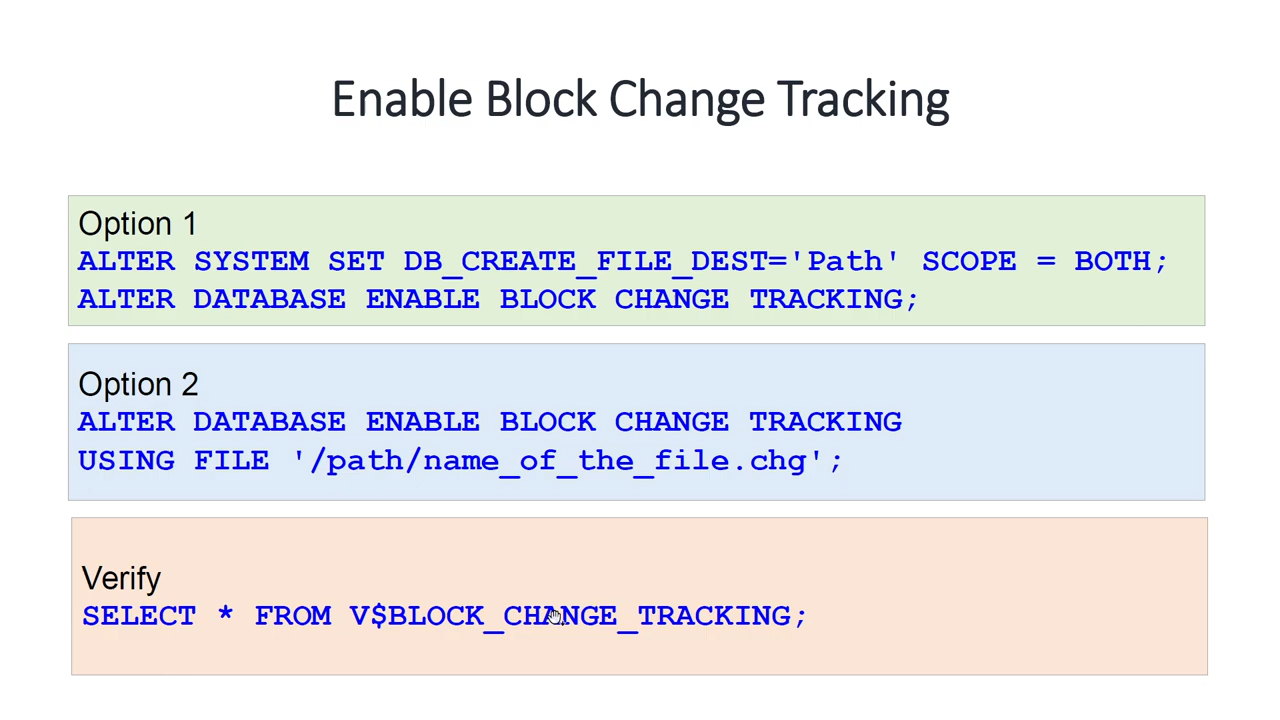 Enable Block Change Tracking
Option 1
ALTER SYSTEM SET DB_CREATE_FILE_DEST='Path' SCOPE = BOTH;
ALTER DATABASE ENABLE BLOCK CHANGE TRACKING;
Option 2
ALTER DATABASE ENABLE BLOCK CHANGE TRACKING
USING FILE '/path/name_of_the_file.chg';
Verify
SELECT * FROM V$BLOCK_CHANGE_TRACKING;